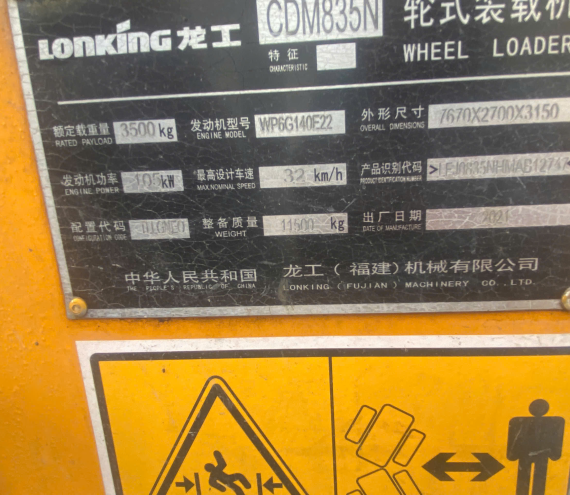 LONKING 龙工 CDM835N 轮式装载机
特征 WHEEL LOADER
CHARACTERISTIC
额定载重量 3500kg 发动机型号 WP6G140E22 外形尺寸 7670X2700X3150
RATED PAYLOAD ENGINE MODEL OVERALL DIMENSIONS
发动机功率 105kW 最高设计车速 32 km/h 产品识别代码
ENGINE POWER MAX.NOMINAL SPEED PRODUCT IDENTIFICATION NUMBER
配置代码 整备质量 11500 kg 出厂日期 2021
CONFIGURATION CODE WEIGHT DATE OF MANUFACTURE
中华人民共和国 龙工(福建)机械有限公司
THE PEOPLE'S REPUBLIC OF CHINA LONKING (FUJIAN) MACHINERY CO.,LTD.